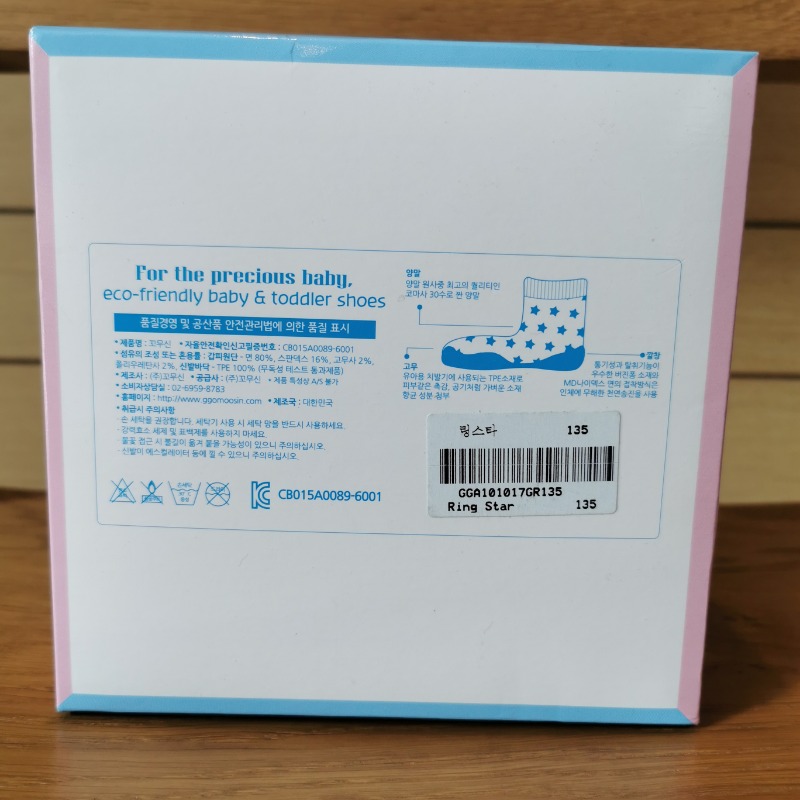 For the precious baby,
eco-friendly baby & toddler shoes
품질경영 및 공산품 안전관리법에 의한 품질 표시
• 제품명 : 꼬무신 • 자율안전확인신고필증번호 : CB015A0089-6001
• 섬유의 조성 또는 혼용률 : 갑피원단 - 면 80%, 스판덱스 16%, 고무사 2%,
폴리우레탄사 2%, 신발바닥 - TPE 100% (무독성 테스트 통과제품)
• 제조사 : (주)꼬무신 • 공급사 : (주)꼬무신 • 제품 특성상 A/S 불가
• 소비자상담실 : 02-6959-8783
• 홈페이지 : http://www.ggomoosin.com • 제조국 : 대한민국
• 취급시 주의사항
- 손 세탁을 권장합니다. 세탁기 사용 시 세탁 망을 반드시 사용하세요.
- 강력효소 세제 및 표백제를 사용하지 마세요.
- 불꽃 접근 시 불길이 옮겨 붙을 가능성이 있으니 주의하십시오.
- 신발이 에스컬레이터 등에 낄 수 있으니 주의하십시오.
CB015A0089-6001
양말
양말 원사중 최고의 퀄리티인
코마사 30수로 짠 양말
고무
유아용 치발기에 사용되는 TPE소재로
피부같은 촉감, 공기처럼 가벼운 소재
항균 성분 첨부
깔창
통기성과 탈취기능이
우수한 버진폼 소재와
MD나이덱스 면의 접착방식은
인체에 무해한 천연송진을 사용
링스타 135
GGA101017GR135
Ring Star 135